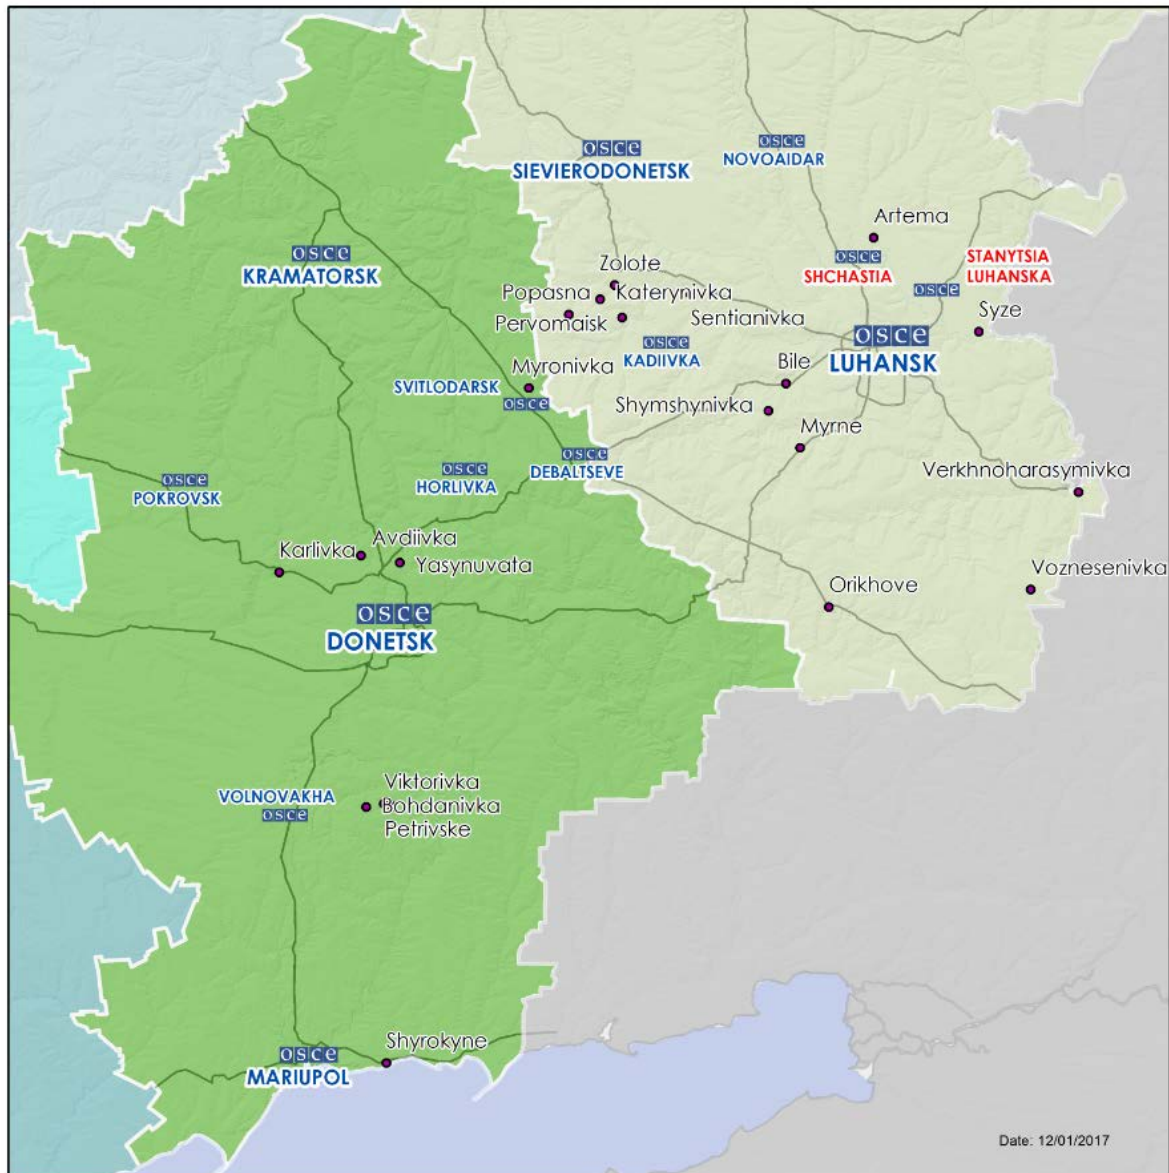 osce
SIEVIERODONETSK
osce
NOVOAIDAR
Artema
osce
KRAMATORSK
osce
SHCHASTIA
STANYTSIA
LUHANSKA
osce
Zolote
Popasna
Katerynivka
Pervomaisk
Sentianivka
Syze
osce
KADIIVKA
osce
LUHANSK
Myronivka
SVITLODARSK
osce
Bile
Shymshynivka
Myrne
osce
DEBALTSEVE
osce
HORLIVKA
osce
POKROVSK
Verkhnoharasymivka
Karlivka
Avdiivka
Yasynuvata
Orikhove
Voznesenivka
osce
DONETSK
VOLNOVAKHA
osce
Viktorivka
Bohdanivka
Petrivske
Shyrokyne
osce
MARIUPOL
Date: 12/01/2017